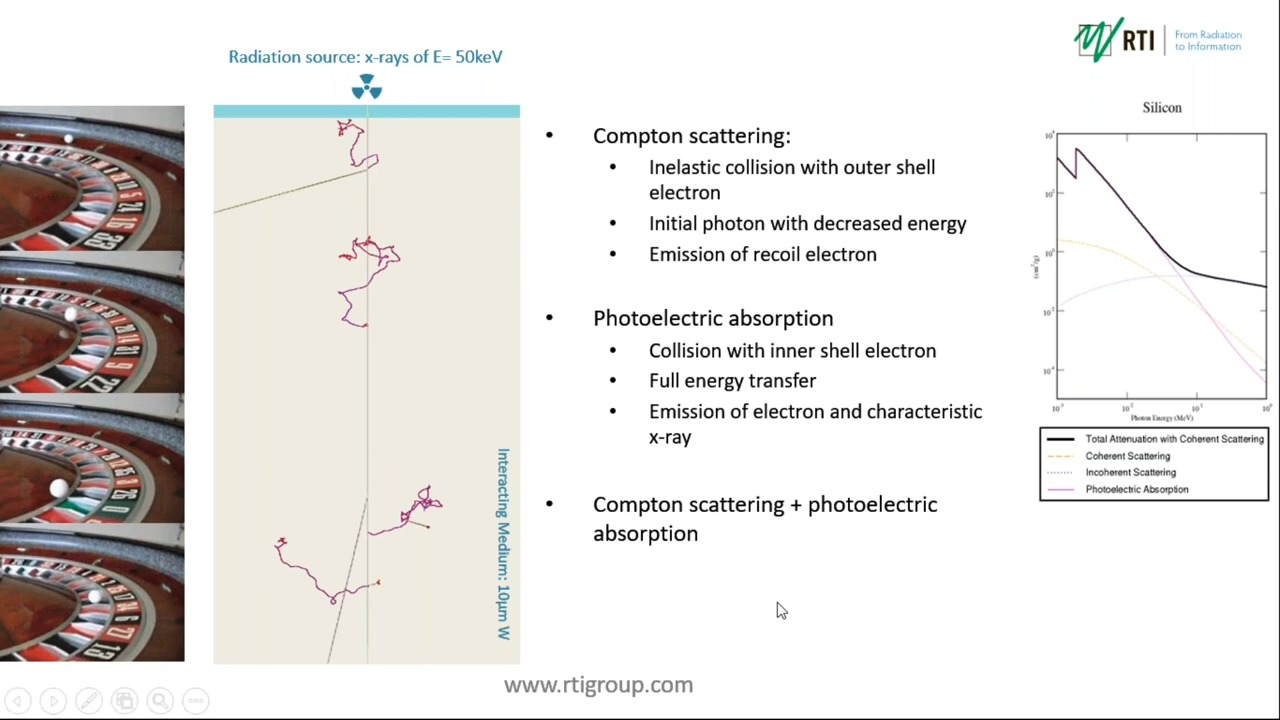 Radiation source: x-rays of E= 50keV
RTI
From Radiation
to Information
Interacting Medium: 10μm W
• Compton scattering:
• Inelastic collision with outer shell
electron
• Initial photon with decreased energy
• Emission of recoil electron
• Photoelectric absorption
• Collision with inner shell electron
• Full energy transfer
• Emission of electron and characteristic
x-ray
• Compton scattering + photoelectric
absorption
Silicon
(cm²/g)
Photon Energy (MeV)
Total Attenuation with Coherent Scattering
Coherent Scattering
Incoherent Scattering
Photoelectric Absorption
www.rtigroup.com